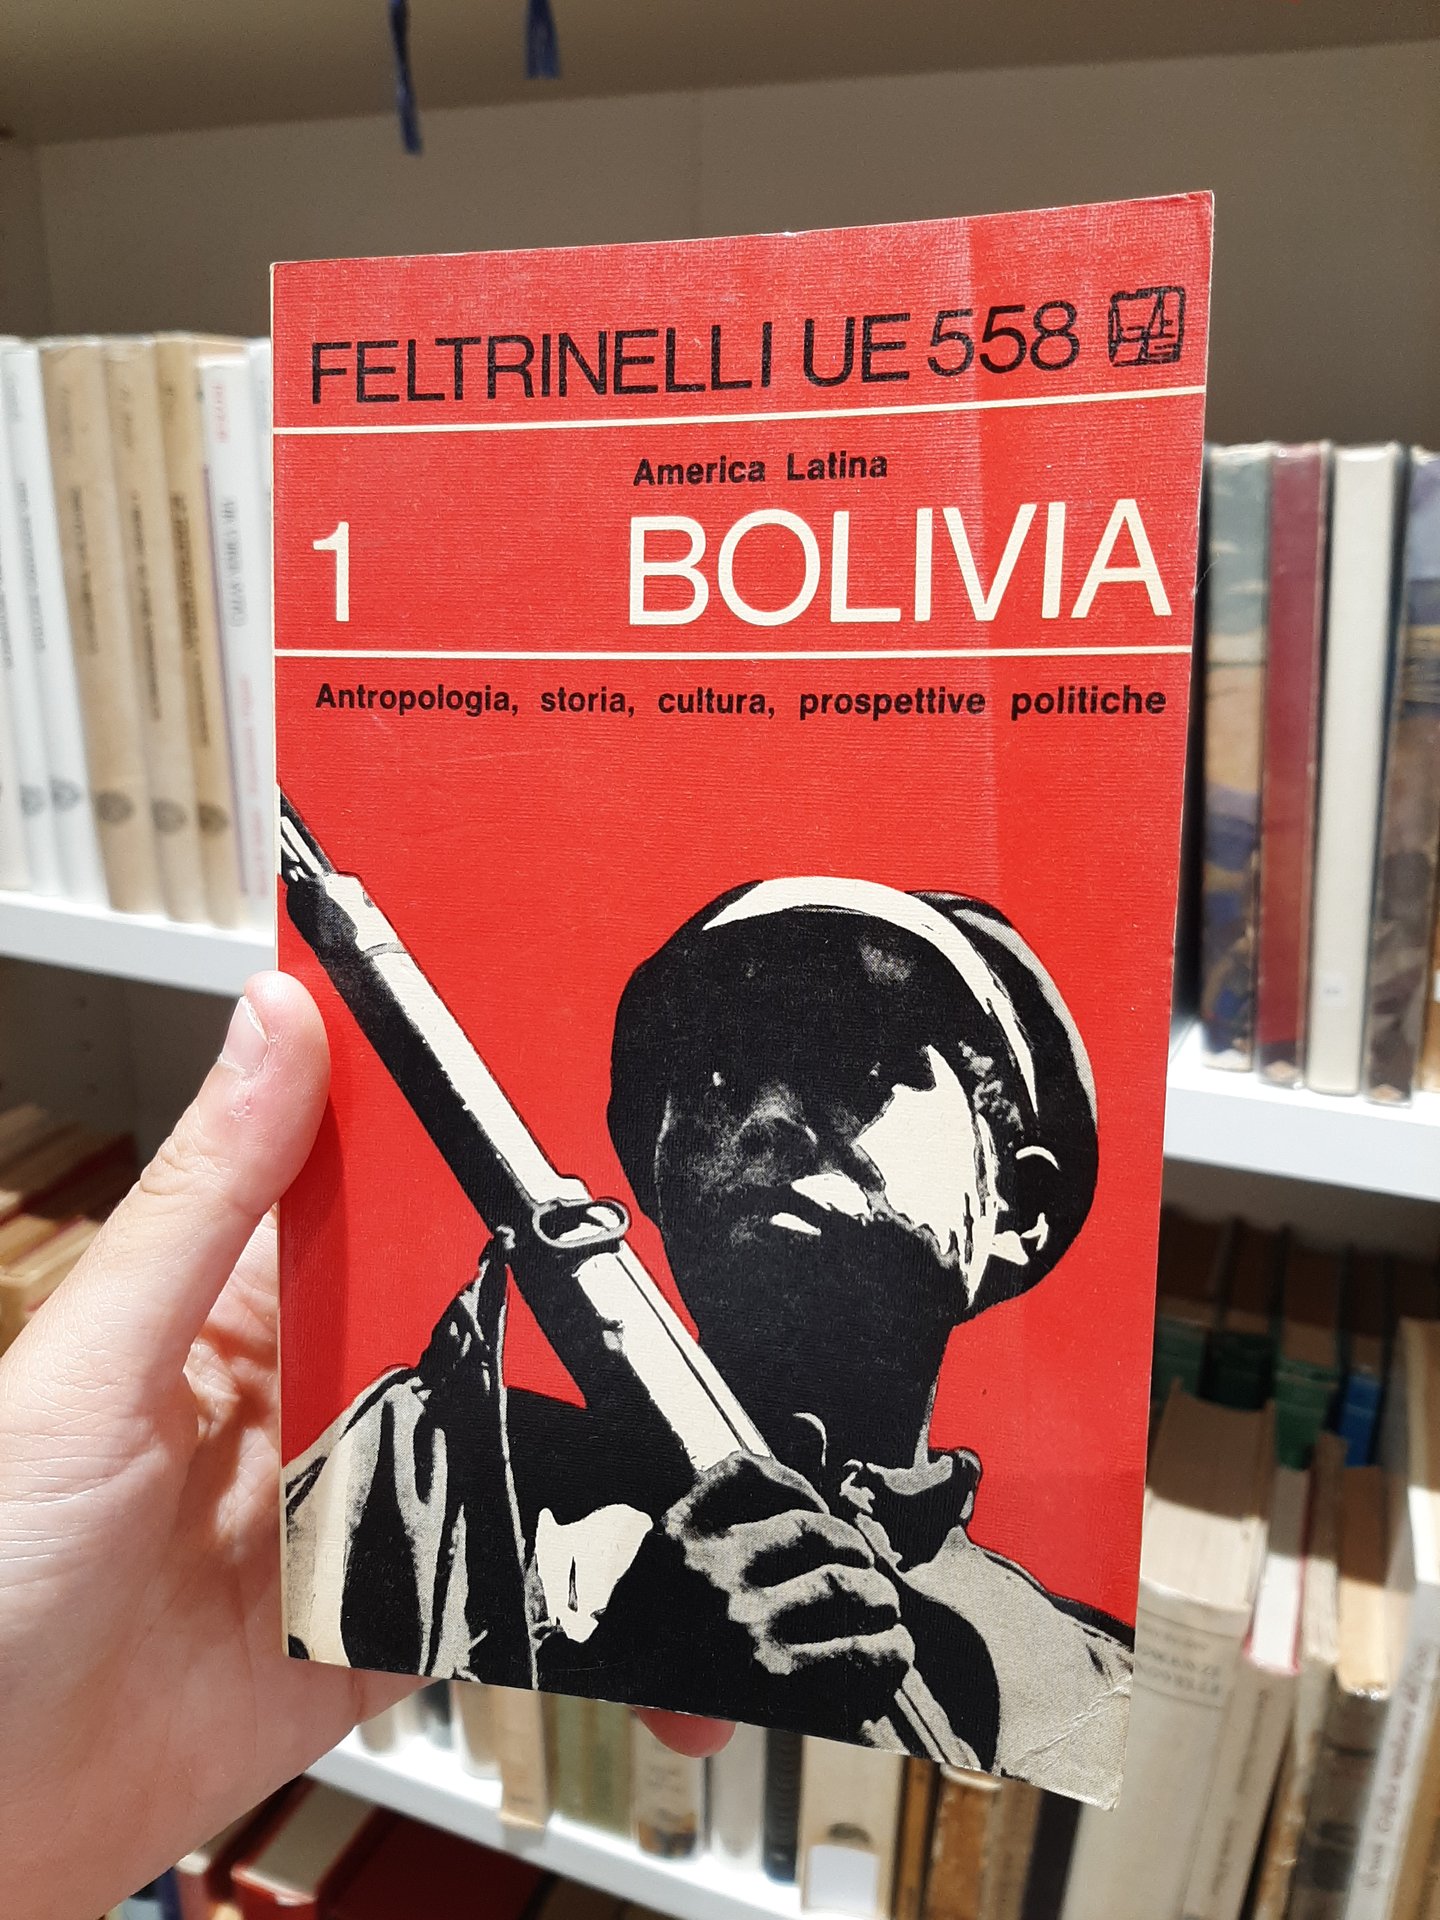 FELTRINELLI UE 558
America Latina
1 BOLIVIA
Antropologia, storia, cultura, prospettive politiche